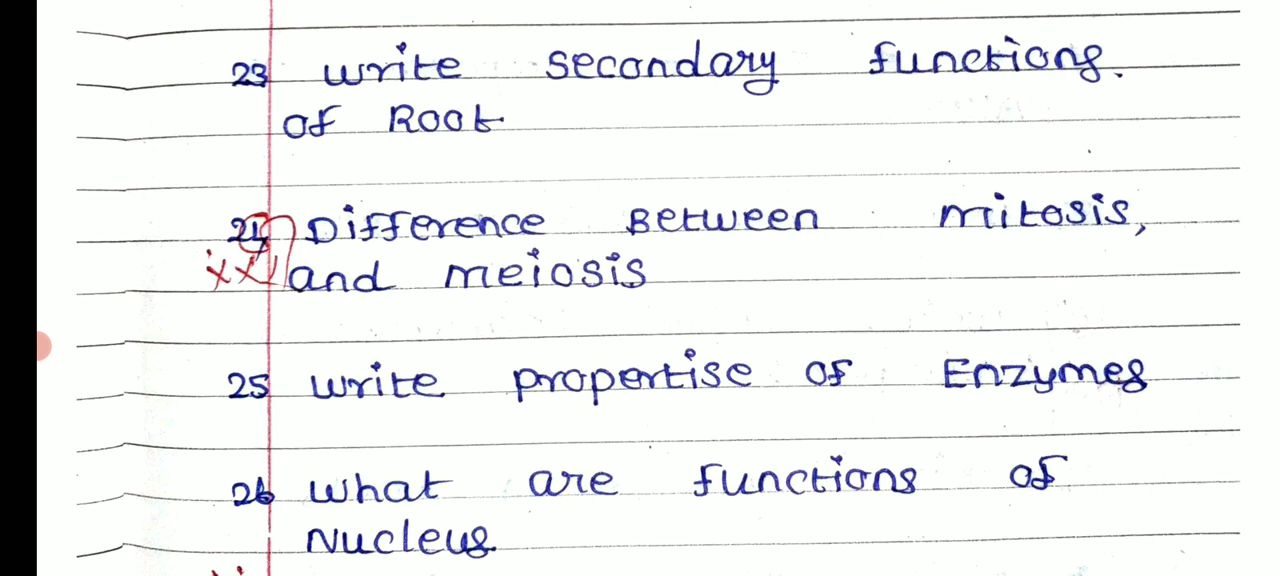 23 write secondary functions.
of Root
24 Difference Between mitosis,
xxx and meiosis
25 write propertise of Enzymes
26 what are functions of
Nucleus.